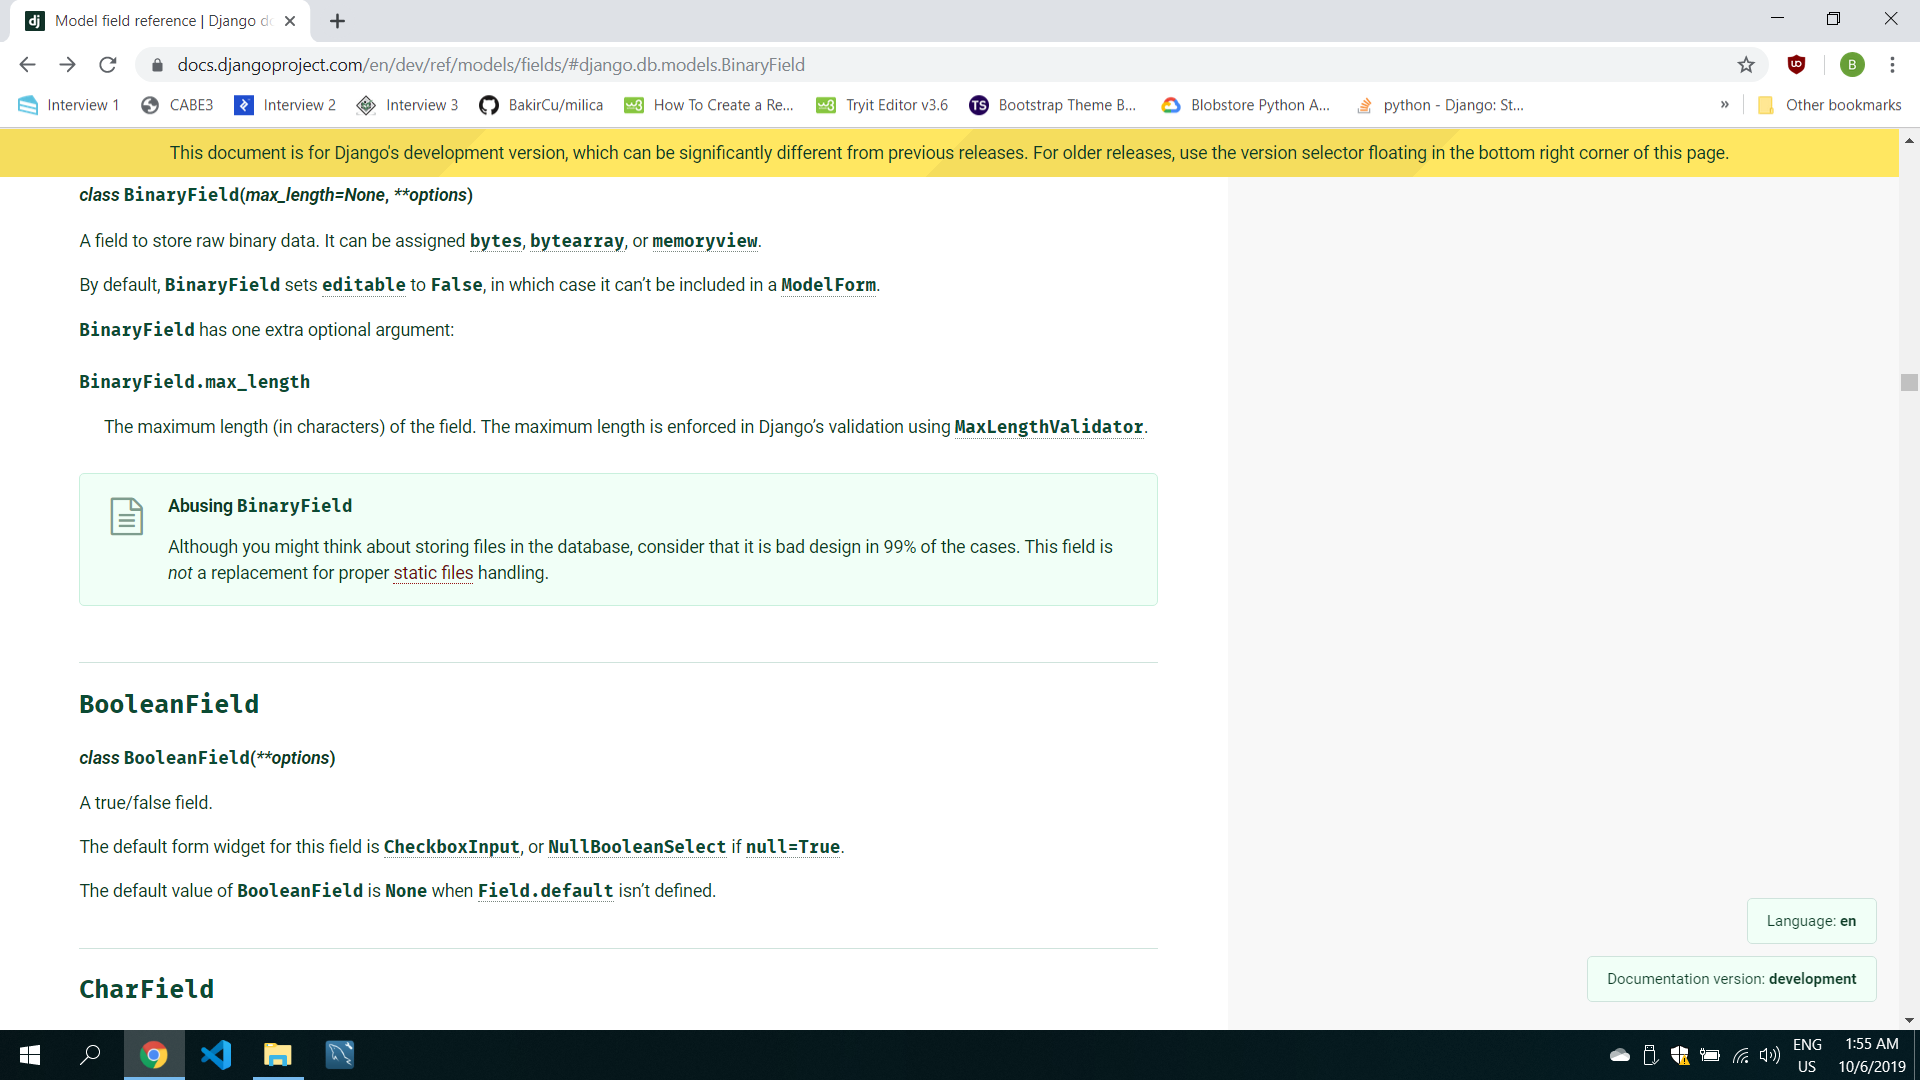 Model field reference | Django do
docs.djangoproject.com/en/dev/ref/models/fields/#django.db.models.BinaryField
B
Interview 1
CABE3
Interview 2
Interview 3
BakirCu/milica
How To Create a Re...
Tryit Editor v3.6
TS
Bootstrap Theme B...
Blobstore Python A...
python - Django: St...
»
Other bookmarks
This document is for Django's development version, which can be significantly different from previous releases. For older releases, use the version selector floating in the bottom right corner of this page.
class BinaryField(max_length=None, **options)
A field to store raw binary data. It can be assigned bytes, bytearray, or memoryview.
By default, BinaryField sets editable to False, in which case it can’t be included in a ModelForm.
BinaryField has one extra optional argument:
BinaryField.max_length
The maximum length (in characters) of the field. The maximum length is enforced in Django’s validation using MaxLengthValidator.
Abusing BinaryField
Although you might think about storing files in the database, consider that it is bad design in 99% of the cases. This field is
not a replacement for proper static files handling.
BooleanField
class BooleanField(**options)
A true/false field.
The default form widget for this field is CheckboxInput, or NullBooleanSelect if null=True.
The default value of BooleanField is None when Field.default isn’t defined.
CharField
Language: en
Documentation version: development
ENG
US
1:55 AM
10/6/2019